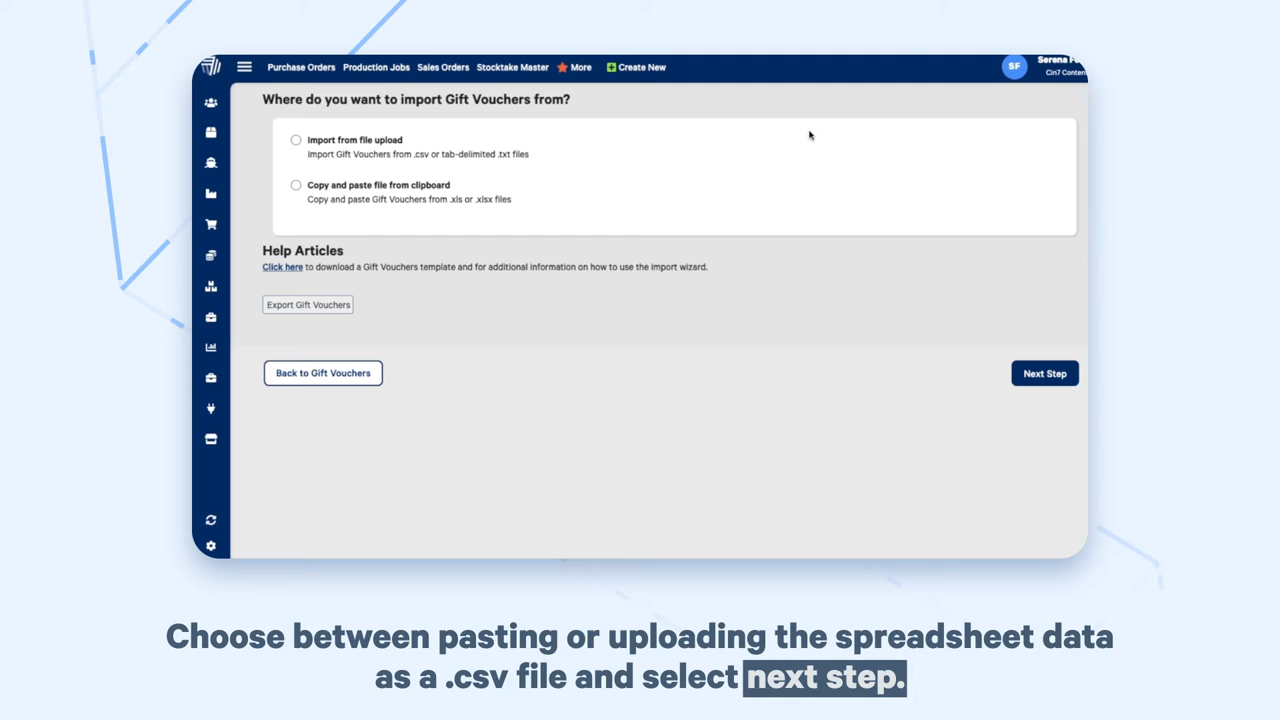 Purchase Orders Production Jobs Sales Orders Stocktake Master More Create New SF Serena
Cin7
Where do you want to import Gift Vouchers from?
Import from file upload
Import Gift Vouchers from .csv or tab-delimited .txt files
Copy and paste file from clipboard
Copy and paste Gift Vouchers from .xls or .xlsx files
Help Articles
Click here to download a Gift Vouchers template and for additional information on how to use the import wizard.
Export Gift Vouchers
Back to Gift Vouchers Next Step
Choose between pasting or uploading the spreadsheet data
as a .csv file and select next step.